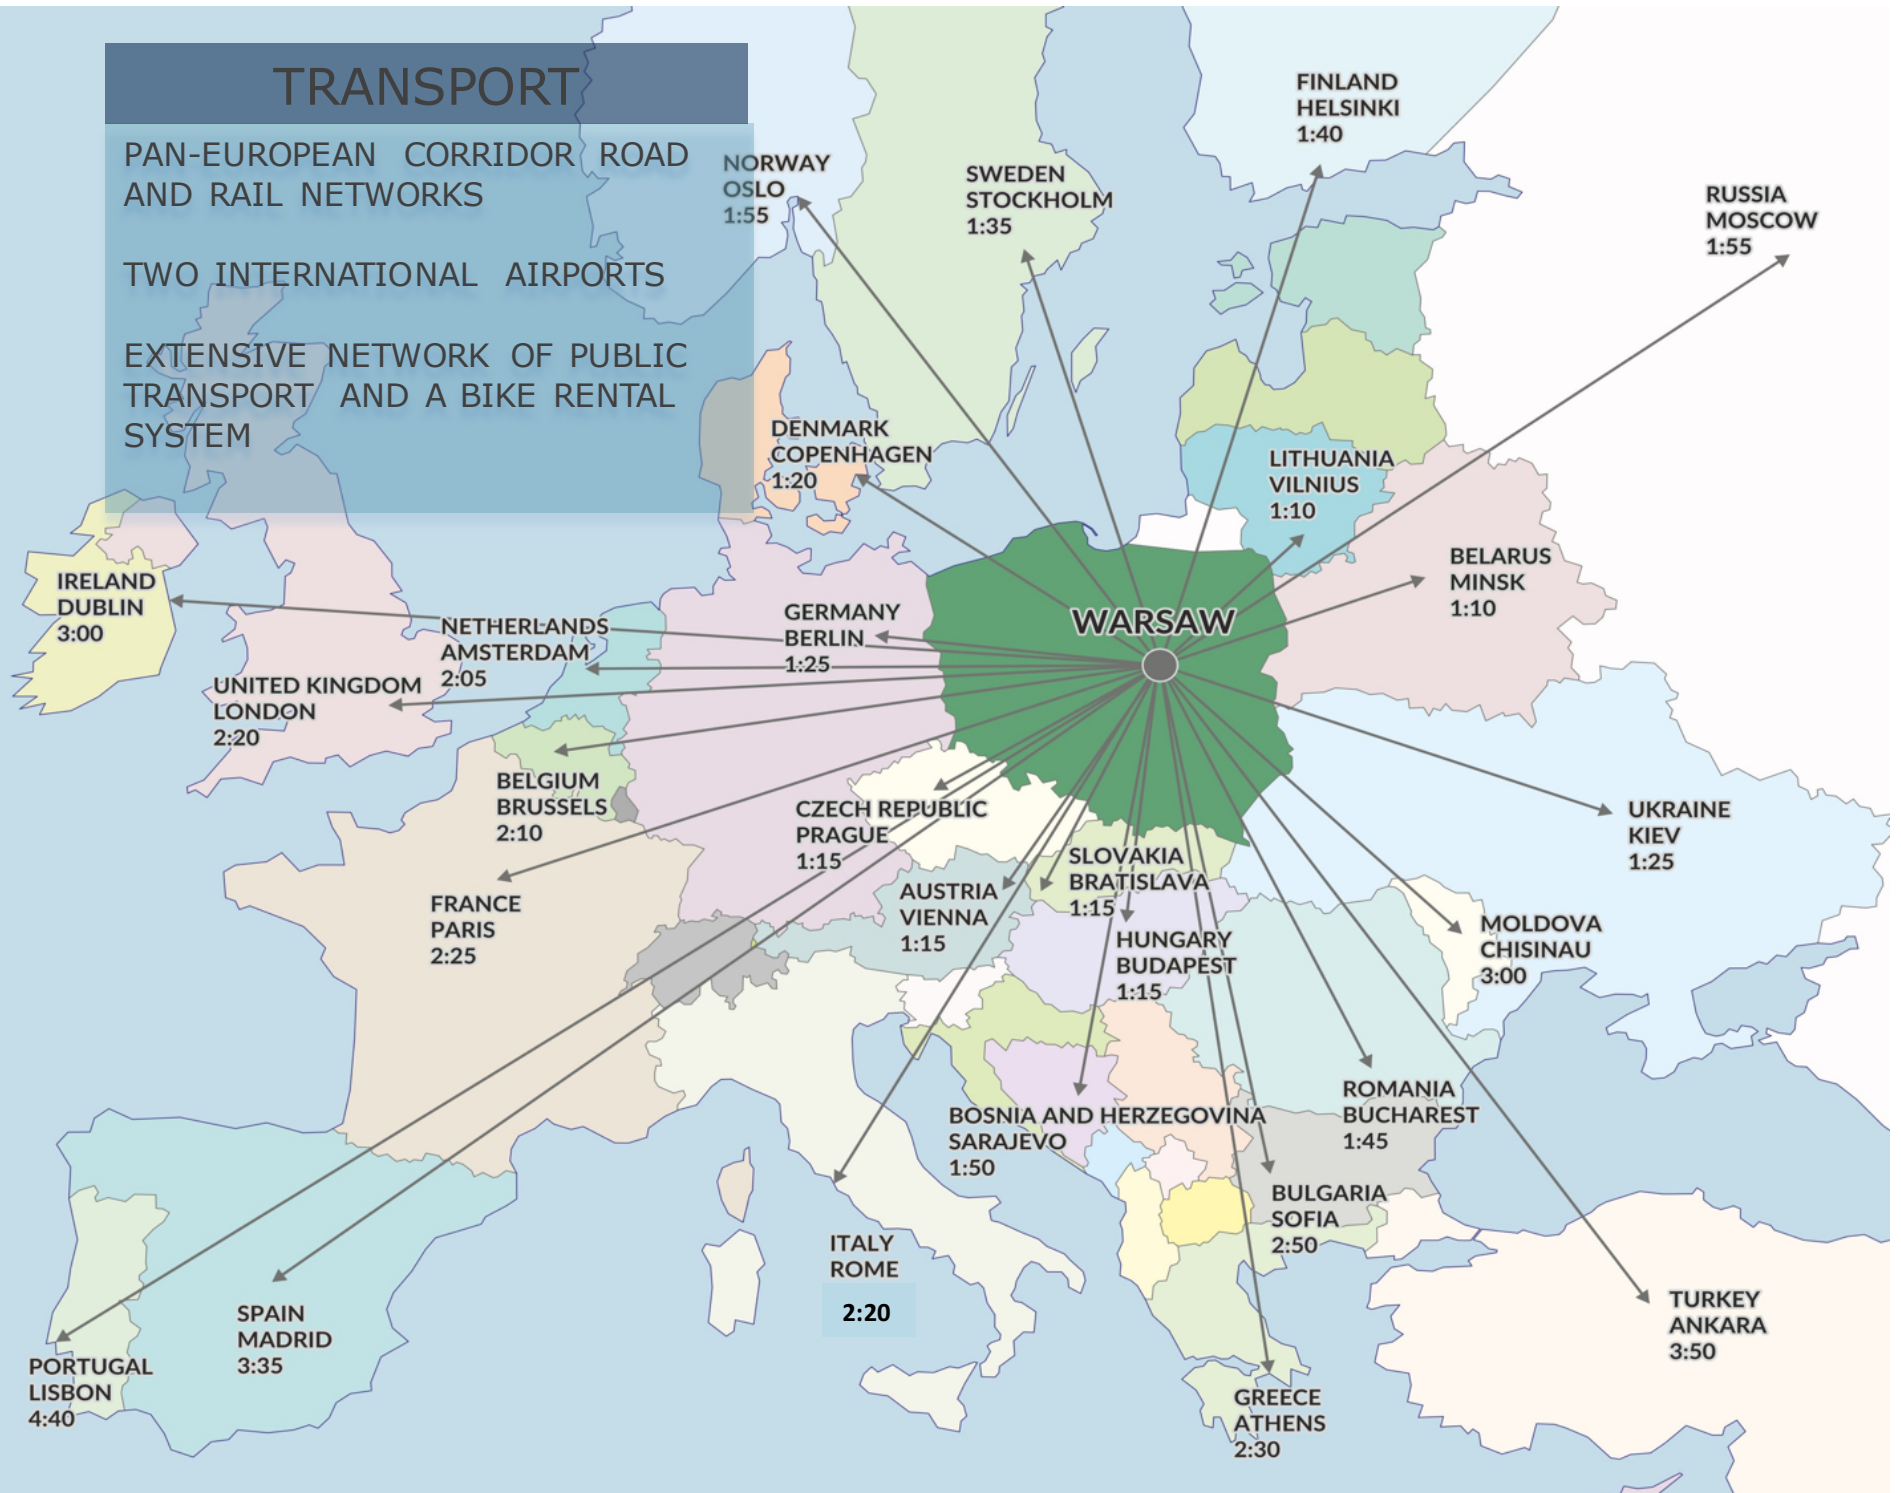 TRANSPORT
PAN-EUROPEAN CORRIDOR ROAD
AND RAIL NETWORKS
TWO INTERNATIONAL AIRPORTS
EXTENSIVE NETWORK OF PUBLIC
TRANSPORT AND A BIKE RENTAL
SYSTEM
NORWAY
OSLO
1:55
SWEDEN
STOCKHOLM
1:35
FINLAND
HELSINKI
1:40
RUSSIA
MOSCOW
1:55
DENMARK
COPENHAGEN
1:20
LITHUANIA
VILNIUS
1:10
BELARUS
MINSK
1:10
IRELAND
DUBLIN
3:00
NETHERLANDS
AMSTERDAM
2:05
GERMANY
BERLIN
1:25
WARSAW
UNITED KINGDOM
LONDON
2:20
BELGIUM
BRUSSELS
2:10
CZECH REPUBLIC
PRAGUE
1:15
UKRAINE
KIEV
1:25
FRANCE
PARIS
2:25
AUSTRIA
VIENNA
1:15
SLOVAKIA
BRATISLAVA
1:15
HUNGARY
BUDAPEST
1:15
MOLDOVA
CHISINAU
3:00
BOSNIA AND HERZEGOVINA
SARAJEVO
1:50
ROMANIA
BUCHAREST
1:45
BULGARIA
SOFIA
2:50
ITALY
ROME
2:20
SPAIN
MADRID
3:35
PORTUGAL
LISBON
4:40
GREECE
ATHENS
2:30
TURKEY
ANKARA
3:50